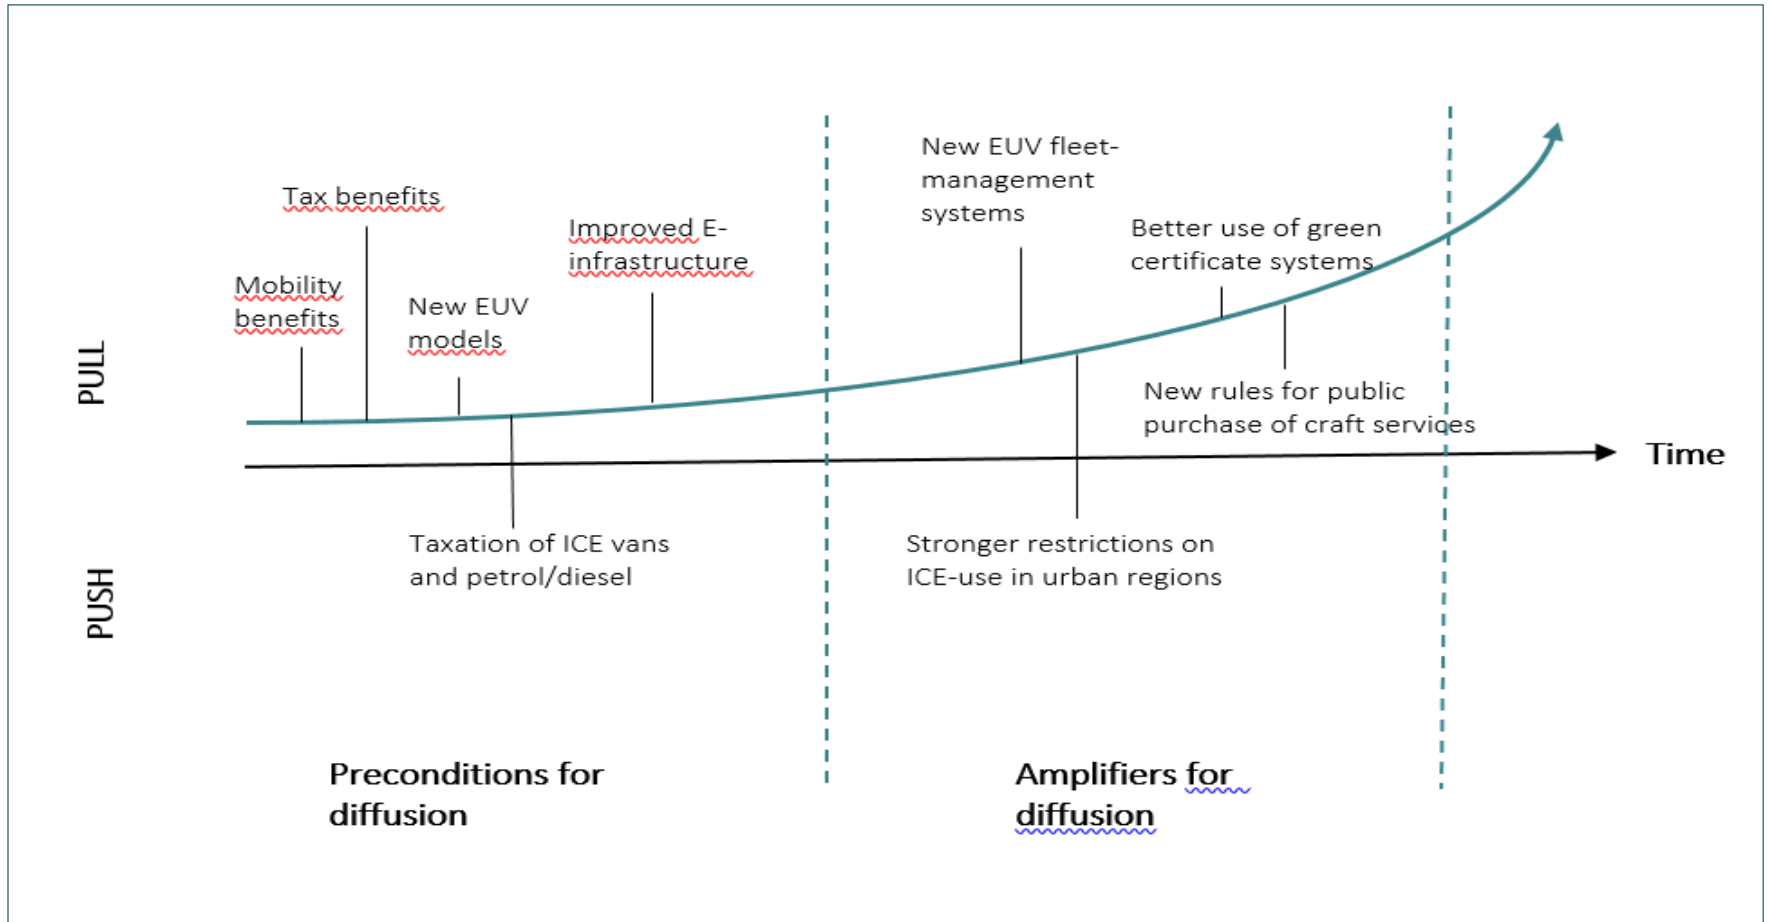 Tax benefits
Mobility
benefits
New EUV
models
Improved E-
infrastructure
New EUV fleet-
management
systems
Better use of green
certificate systems
New rules for public
purchase of craft services
PULL
Time
PUSH
Taxation of ICE vans
and petrol/diesel
Stronger restrictions on
ICE-use in urban regions
Preconditions for
diffusion
Amplifiers for
diffusion